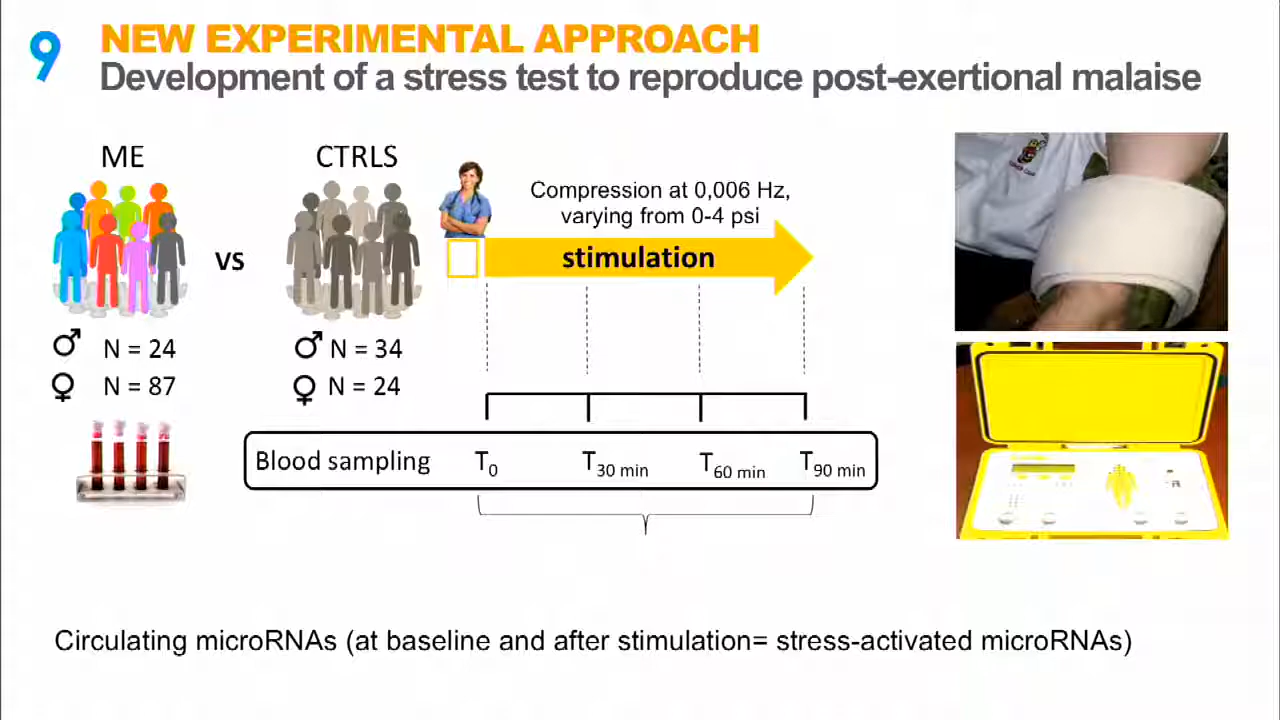 9
NEW EXPERIMENTAL APPROACH
Development of a stress test to reproduce post-exertional malaise
ME
CTRLS
vs
Compression at 0,006 Hz,
varying from 0-4 psi
stimulation
♂ N = 24
♀ N = 87
♂ N = 34
♀ N = 24
Blood sampling T0 T30 min T60 min T90 min
Circulating microRNAs (at baseline and after stimulation= stress-activated microRNAs)